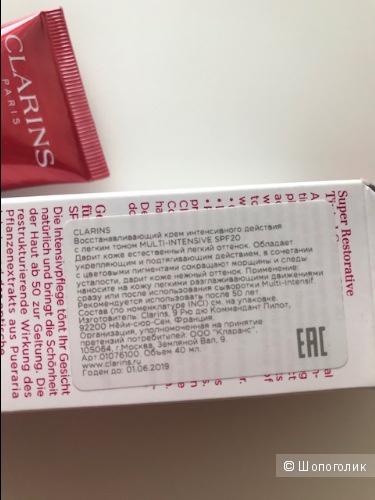 CLARINS
PARIS
Super Restorative
CLARINS
Восстанавливающий крем интенсивного действия
с легким тоном MULTI-INTENSIVE SPF20
Дарит коже естественный легкий оттенок. Обладает
укрепляющим и подтягивающим действием, в сочетании
с цветовыми пигментами сокращают морщины и следы
усталости, дарит коже нежный оттенок. Применение:
наносите на кожу легкими разглаживающими движениями
сразу или после использования сыворотки Multi-Intensif.
Рекомендуется использовать после 50 лет.
Состав (по номенклатуре INCI) см. на упаковке.
Изготовитель: Clarins, 9 Рю дю Коммандант Пилот,
92200 Нёйи-сюр-Сен, Франция.
Организация, уполномоченная на принятие
претензий потребителей: ООО "Кларанс",
105064, г.Москва, Земляной Вал, 9.
www.clarins.ru
Арт 01076100. Объем 40 мл.
Годен до: 01.06.2019
EAC
Die Intensivpflege tönt Ihr Gesicht
natürlich und bringt die Schönheit
der Haut ab 50 zur Geltung. Die
restrukturierende Wirkung des
Pflanzenextrakts aus Pueraria
© Шопоголик